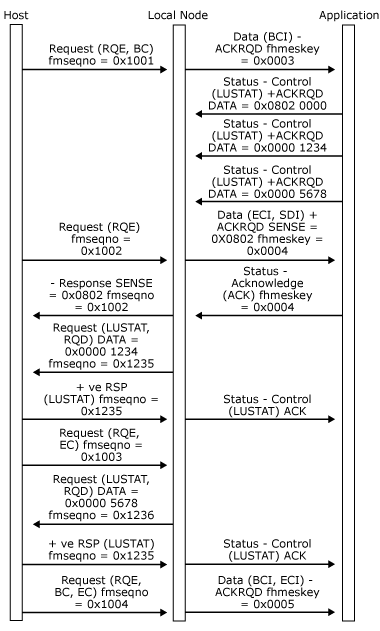 Host
Local Node
Application
Request (RQE, BC)
fmseqno = 0x1001
Data (BCI) -
ACKRQD fhmeskey
= 0x0003
Status - Control
(LUSTAT) +ACKRQD
DATA = 0x0802 0000
Status - Control
(LUSTAT) +ACKRQD
DATA = 0x0000 1234
Status - Control
(LUSTAT) +ACKRQD
DATA = 0x0000 5678
Request (RQE)
fmseqno =
0x1002
Data (ECI, SDI) +
ACKRQD SENSE =
0X0802 fhmeskey =
0x0004
- Response SENSE
= 0x0802 fmseqno
= 0x1002
Status -
Acknowledge
(ACK) fhmeskey
= 0x0004
Request (LUSTAT,
RQD) DATA =
0x0000 1234
fmseqno = 0x1235
+ ve RSP
(LUSTAT) fmseqno =
0x1235
Status - Control
(LUSTAT) ACK
Request (RQE,
EC) fmseqno =
0x1003
Request (LUSTAT,
RQD) DATA =
0x0000 5678
fmseqno = 0x1236
+ ve RSP (LUSTAT)
fmseqno = 0x1235
Status - Control
(LUSTAT) ACK
Request (RQE,
BC, EC) fmseqno
= 0x1004
Data (BCI, ECI) -
ACKRQD fhmeskey
= 0x0005